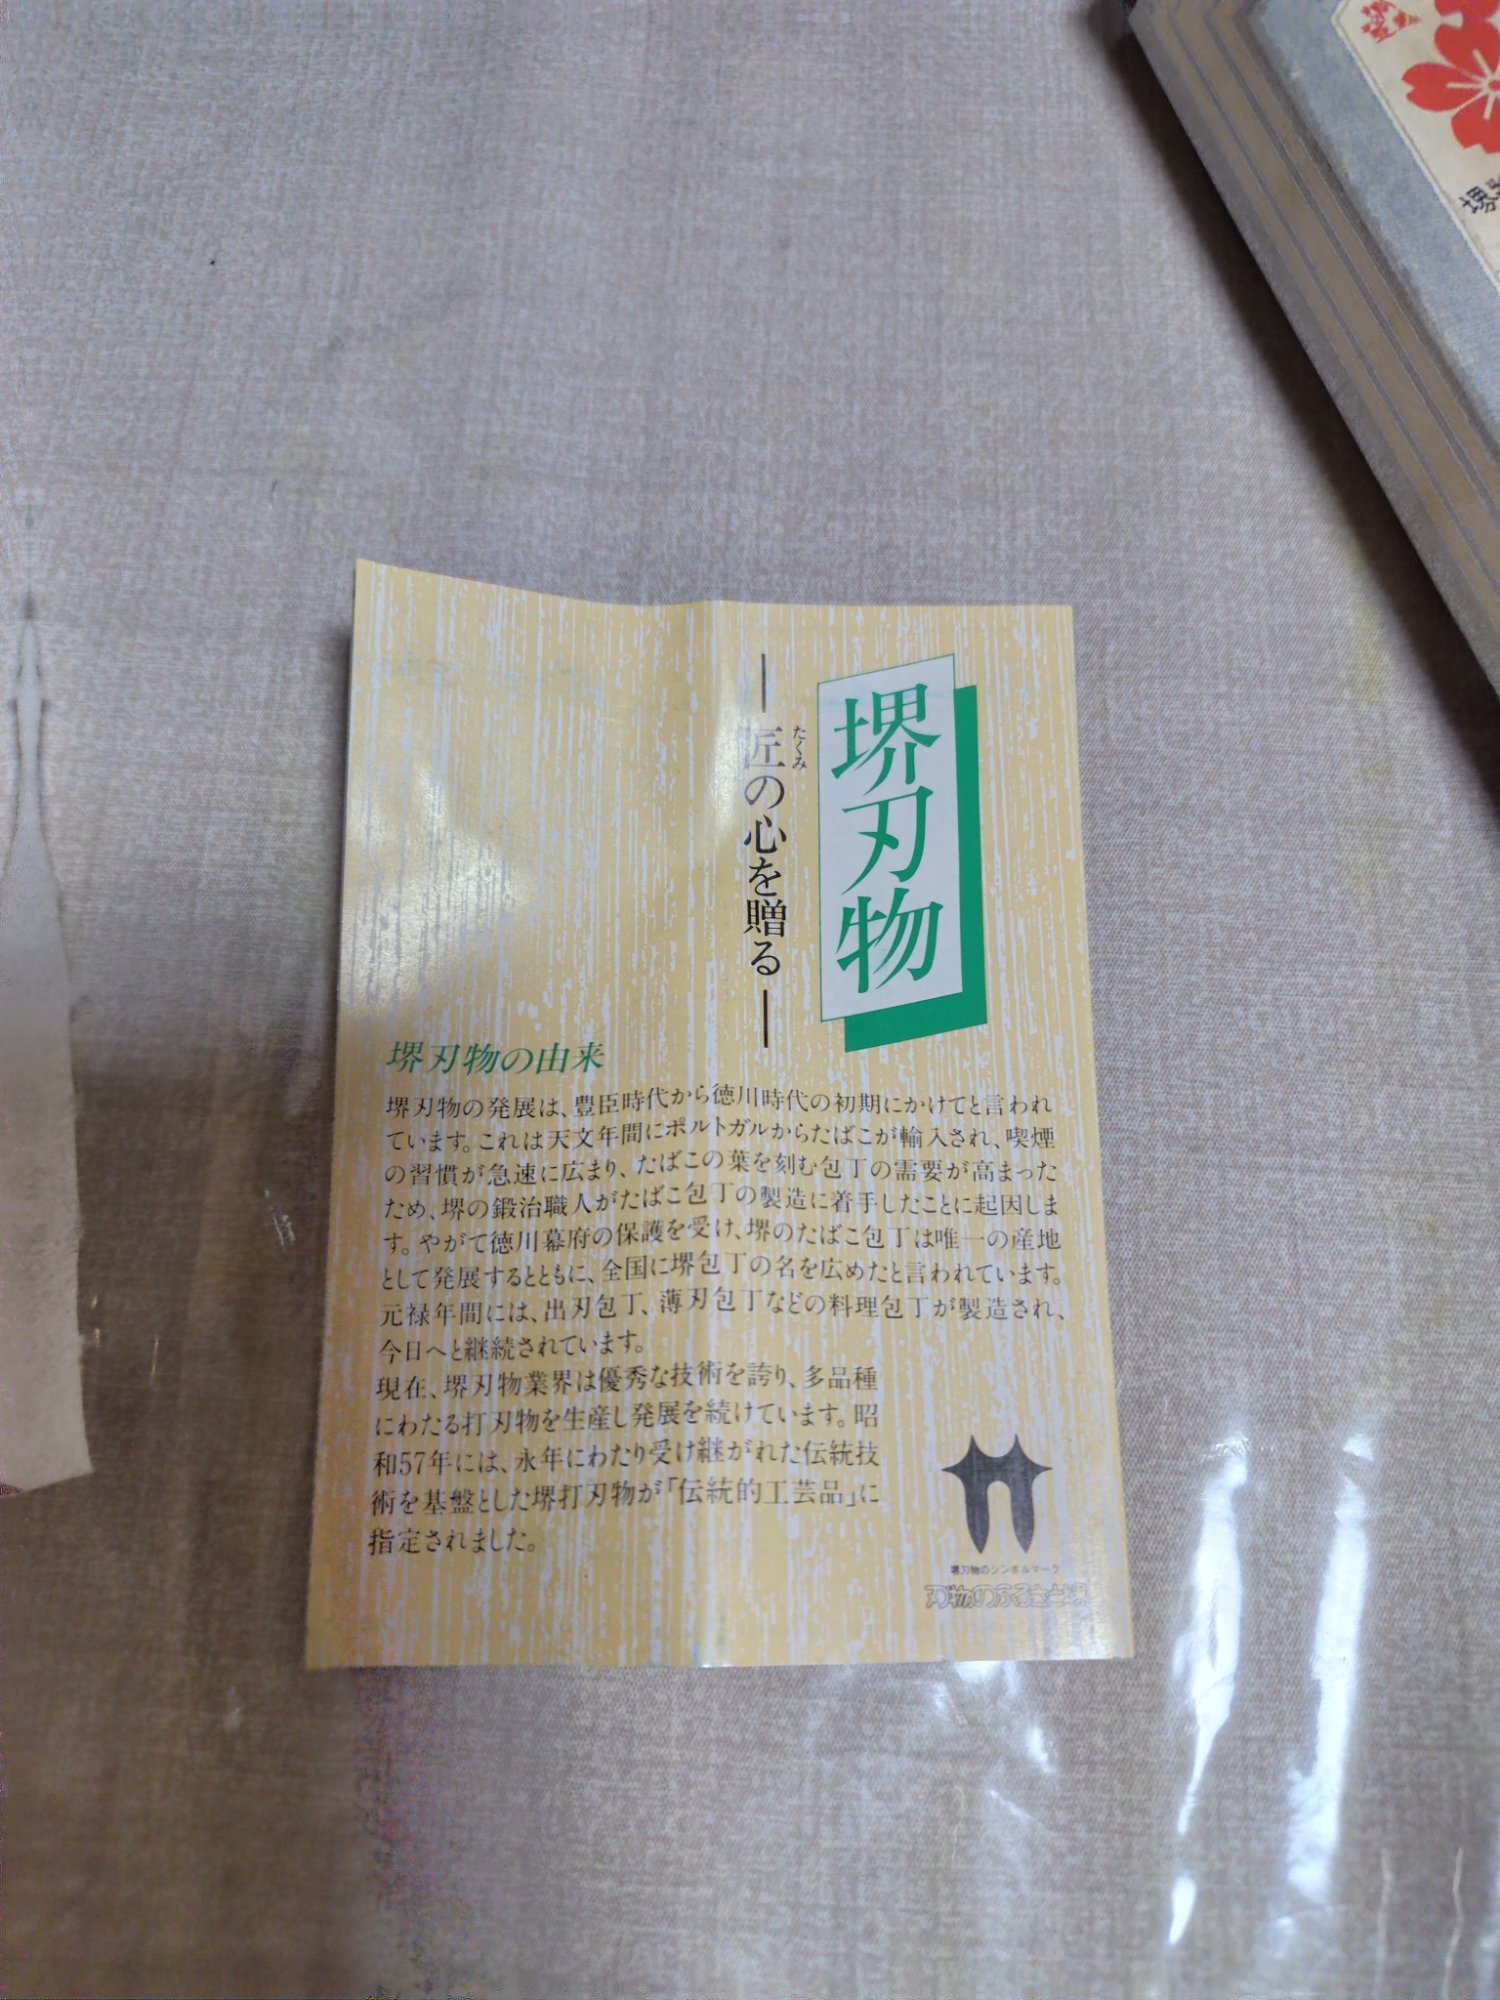 堺刃物
たくみ
―匠の心を贈る―
堺刃物の由来
堺刃物の発展は、豊臣時代から徳川時代の初期にかけてと言われ
ています。これは天文年間にポルトガルからたばこが輸入され、喫煙
の習慣が急速に広まり、たばこの葉を刻む包丁の需要が高まった
ため、堺の鍛治職人がたばこ包丁の製造に着手したことに起因しま
す。やがて徳川幕府の保護を受け、堺のたばこ包丁は唯一の産地
として発展するとともに、全国に堺包丁の名を広めたと言われています。
元禄年間には、出刃包丁、薄刃包丁などの料理包丁が製造され、
今日へと継続されています。
現在、堺刃物業界は優秀な技術を誇り、多品種
にわたる打刃物を生産し発展を続けています。昭
和57年には、永年にわたり受け継がれた伝統技
術を基盤とした堺打刃物が「伝統的工芸品」に
指定されました。
堺刃物のシンボルマーク
刃物のふるさと堺
堺